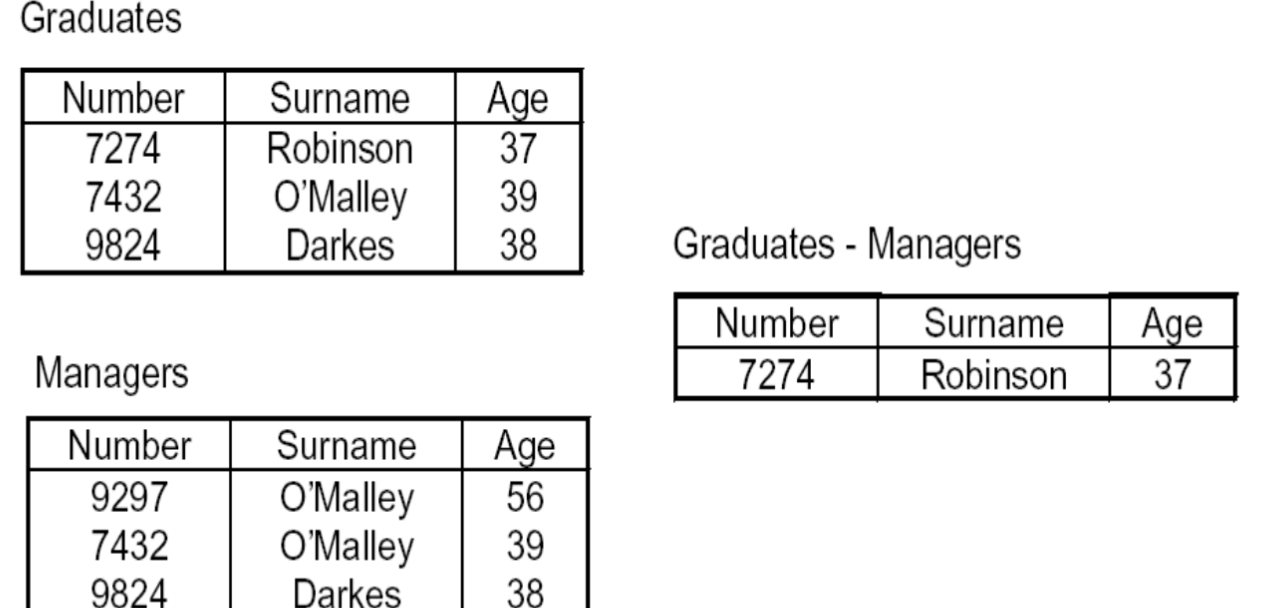 Graduates
Number Surname Age
7274 Robinson 37
7432 O’Malley 39
9824 Darkes 38
Managers
Number Surname Age
9297 O’Malley 56
7432 O’Malley 39
9824 Darkes 38
Graduates - Managers
Number Surname Age
7274 Robinson 37